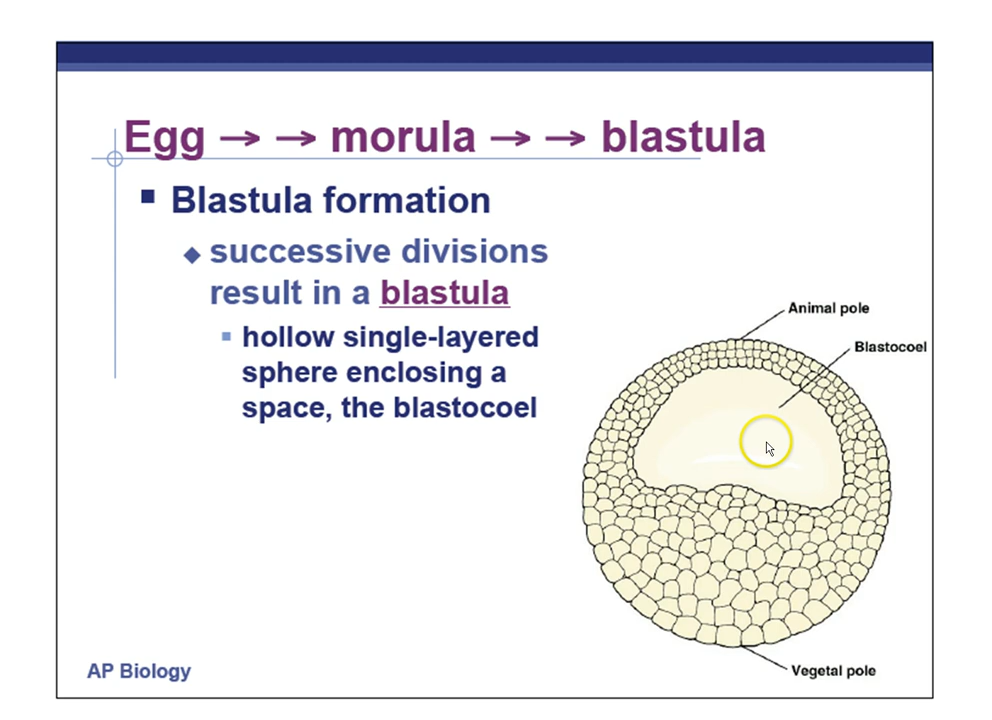 Egg → → morula → → blastula
Blastula formation
successive divisions
result in a blastula
hollow single-layered
sphere enclosing a
space, the blastocoel
Animal pole
Blastocoel
Vegetal pole
AP Biology